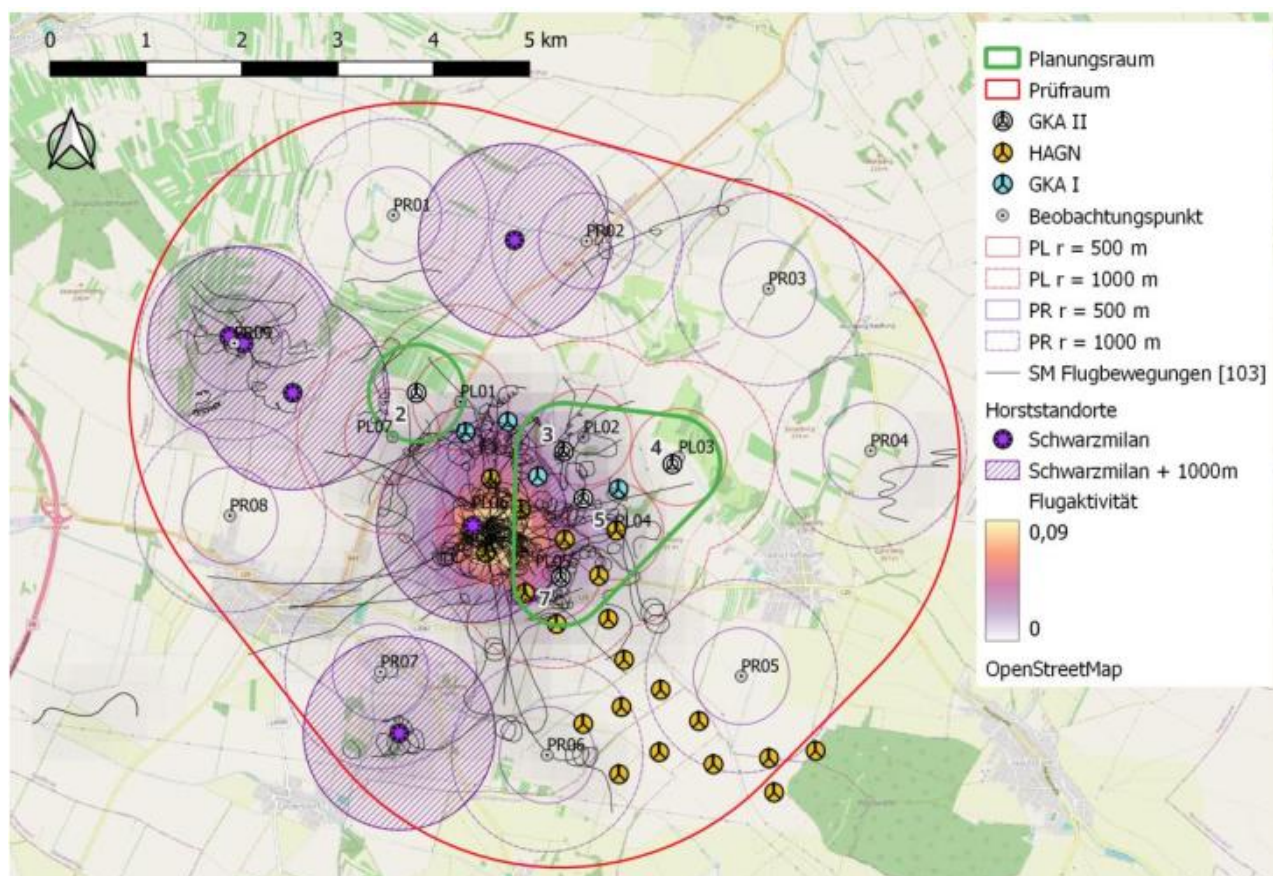 0 1 2 3 4 5 km
Planungsraum
Prüfraum
GKA II
HAGN
GKA I
Beobachtungspunkt
PL r = 500 m
PL r = 1000 m
PR r = 500 m
PR r = 1000 m
SM Flugbewegungen [103]
Horststandorte
Schwarzmilan
Schwarzmilan + 1000m
Flugaktivität
0,09
0
OpenStreetMap
PR01
PR02
PR03
PR09
PL01
2
PL07
3
PL02
4
PL03
PR04
PL06
5
PL04
PR08
7
PR07
PR05
PR06